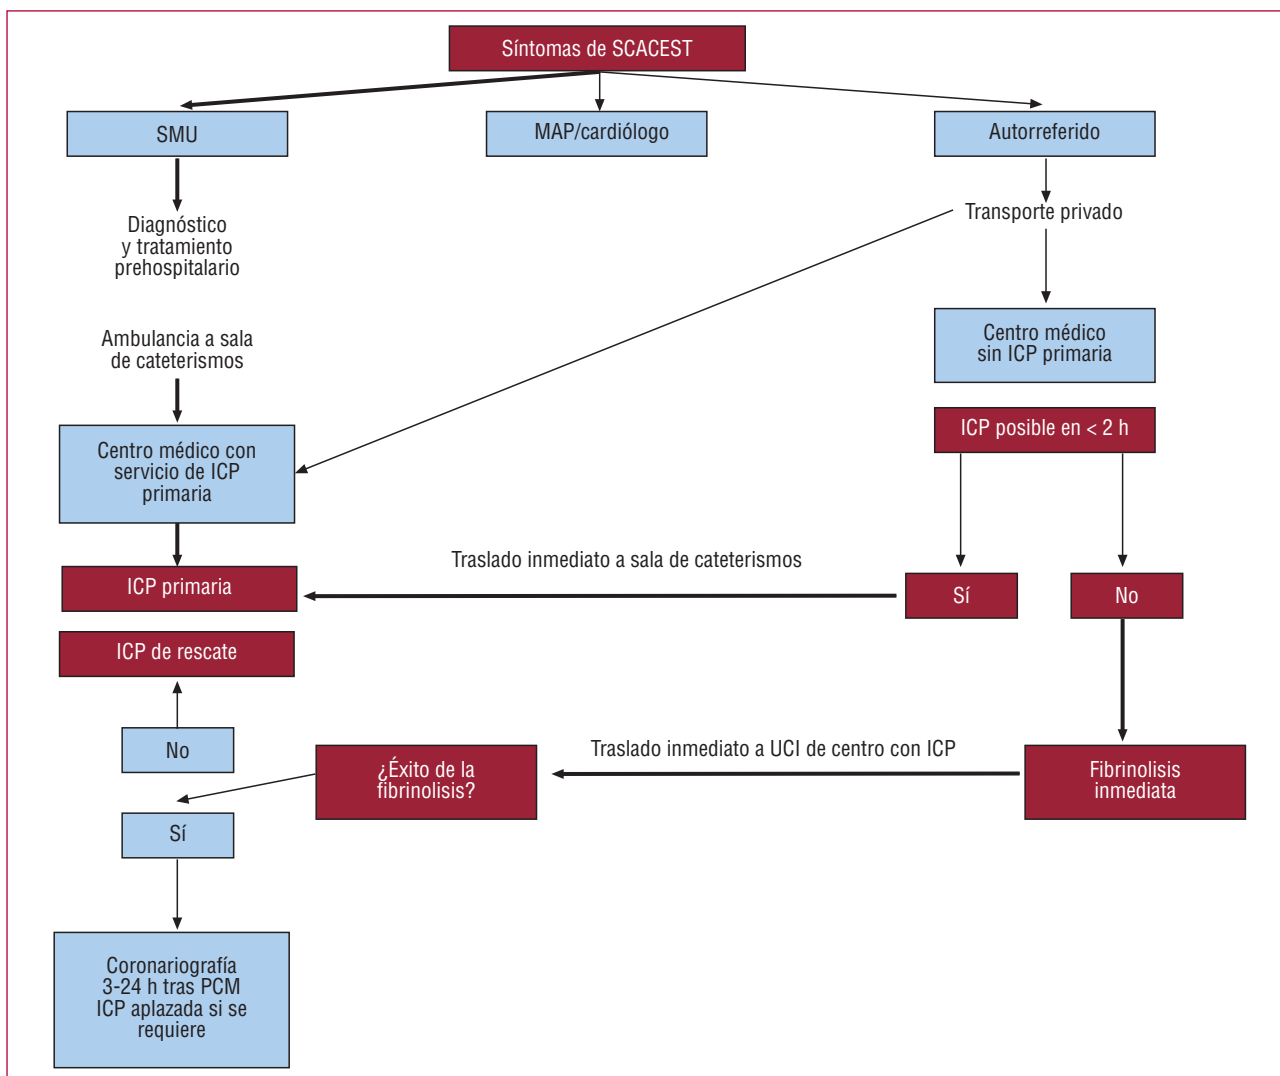 Síntomas de SCACEST
SMU
MAP/cardiólogo
Autorreferido
Diagnóstico
y tratamiento
prehospitalario
Transporte privado
Ambulancia a sala
de cateterismos
Centro médico
sin ICP primaria
Centro médico con
servicio de ICP
primaria
ICP posible en < 2 h
ICP primaria
Traslado inmediato a sala de cateterismos
Sí
No
ICP de rescate
No
¿Éxito de la
fibrinolisis?
Traslado inmediato a UCI de centro con ICP
Fibrinolisis
inmediata
Sí
Coronariografía
3-24 h tras PCM
ICP aplazada si se
requiere